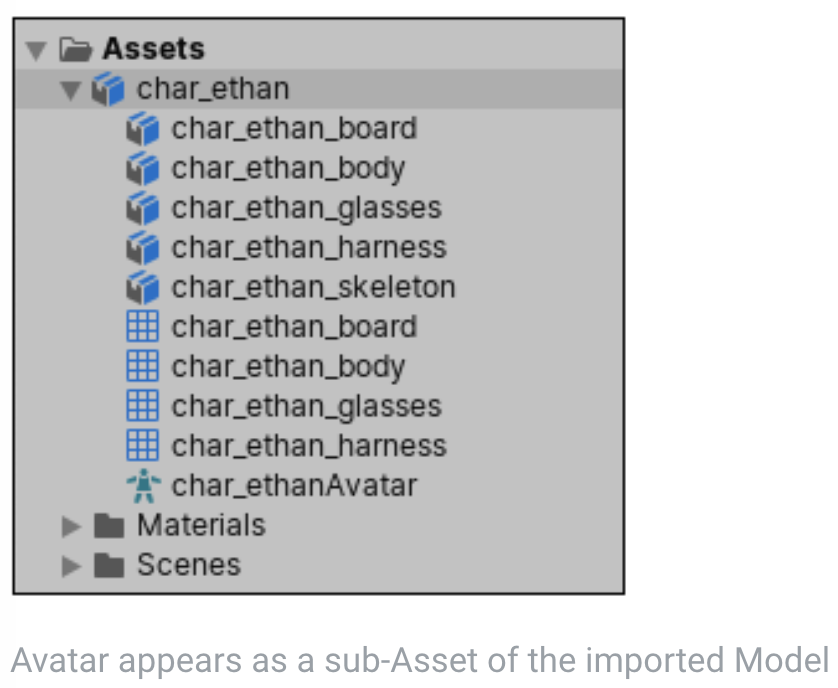 Assets
char_ethan
char_ethan_board
char_ethan_body
char_ethan_glasses
char_ethan_harness
char_ethan_skeleton
char_ethan_board
char_ethan_body
char_ethan_glasses
char_ethan_harness
char_ethanAvatar
Materials
Scenes
Avatar appears as a sub-Asset of the imported Model